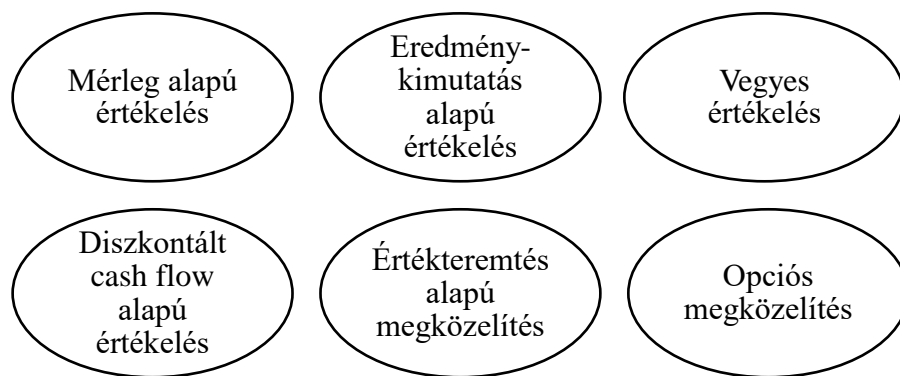 Mérleg alapú
értékelés
Eredmény-
kimutatás
alapú
értékelés
Vegyes
értékelés
Diszkontált
cash flow
alapú
értékelés
Értékteremtés
alapú
megközelítés
Opciós
megközelítés